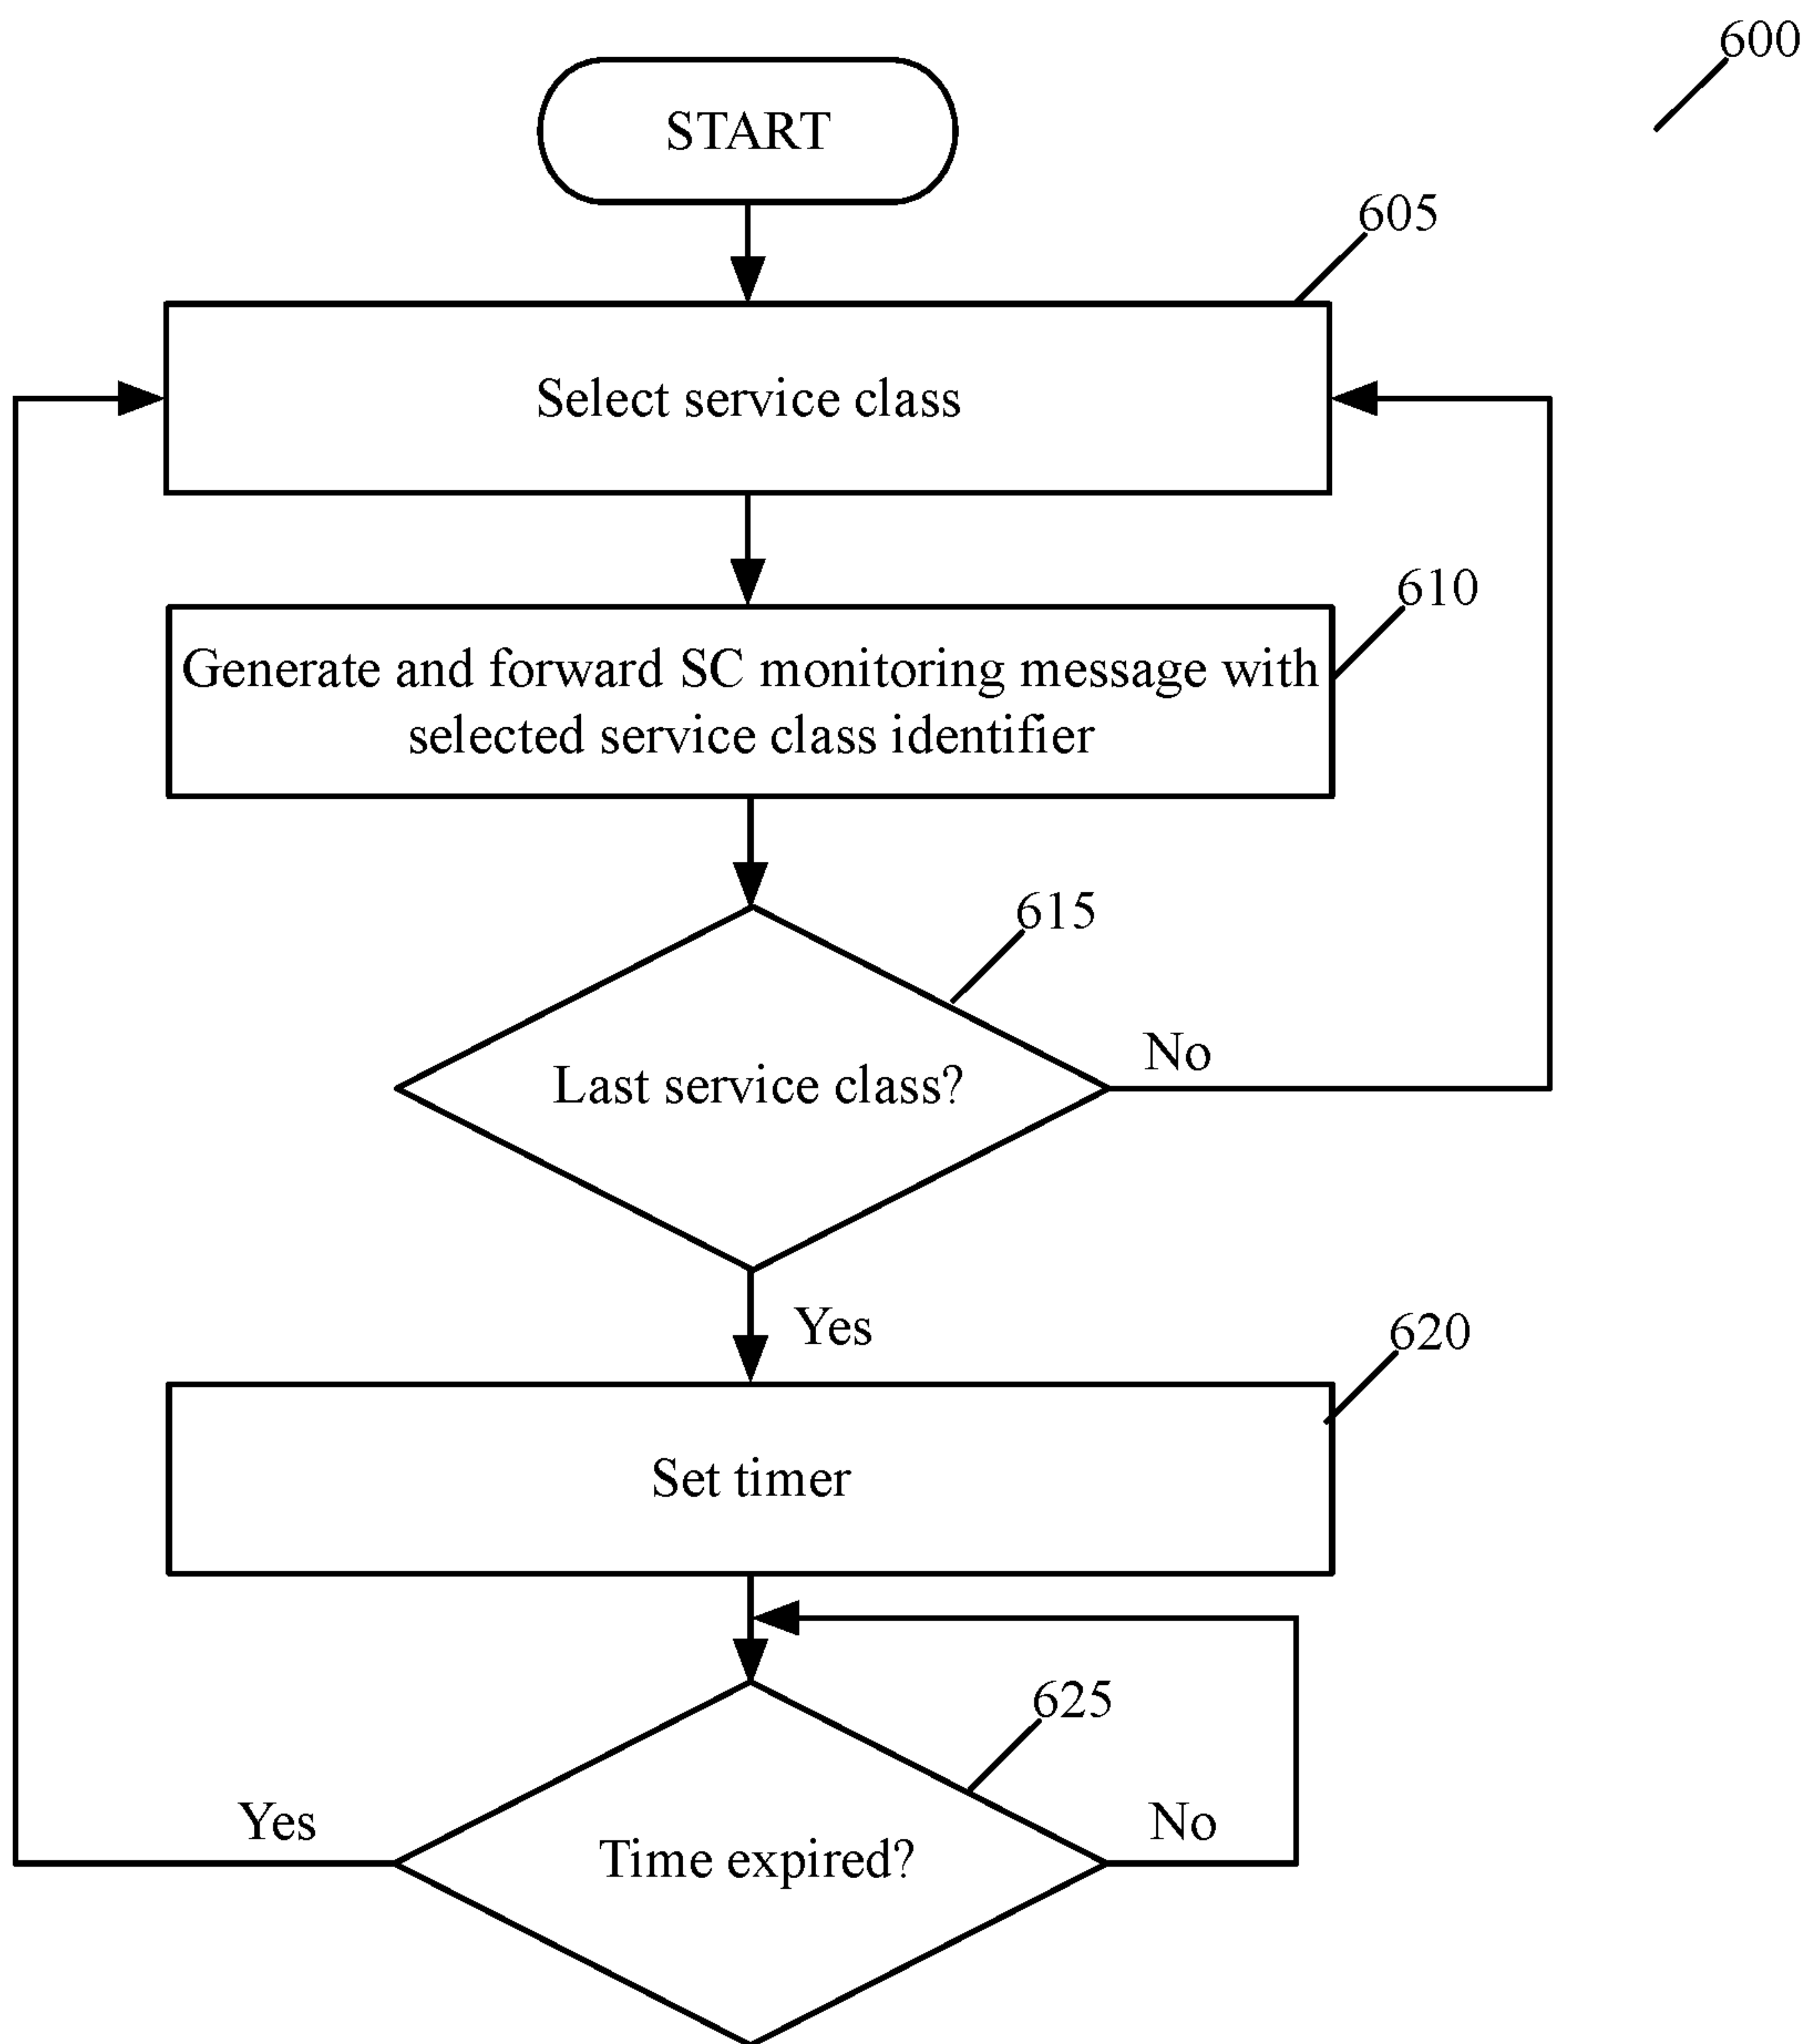 600
START
605
Select service class
610
Generate and forward SC monitoring message with
selected service class identifier
615
Last service class?
No
Yes
620
Set timer
625
Yes
Time expired?
No